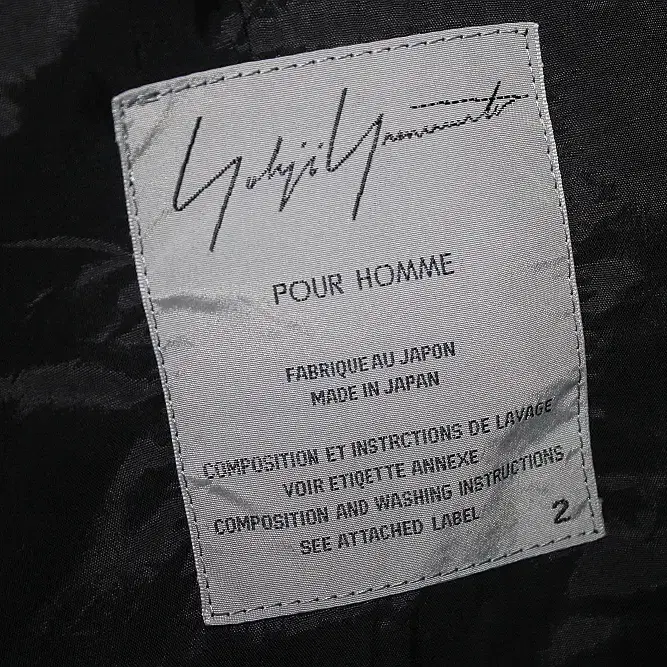 Yohji Yamamoto
POUR HOMME
FABRIQUE AU JAPON
MADE IN JAPAN
COMPOSITION ET INSTRCTIONS DE LAVAGE
VOIR ETIQETTE ANNEXE
COMPOSITION AND WASHING INSTRUCTIONS
SEE ATTACHED LABEL
2